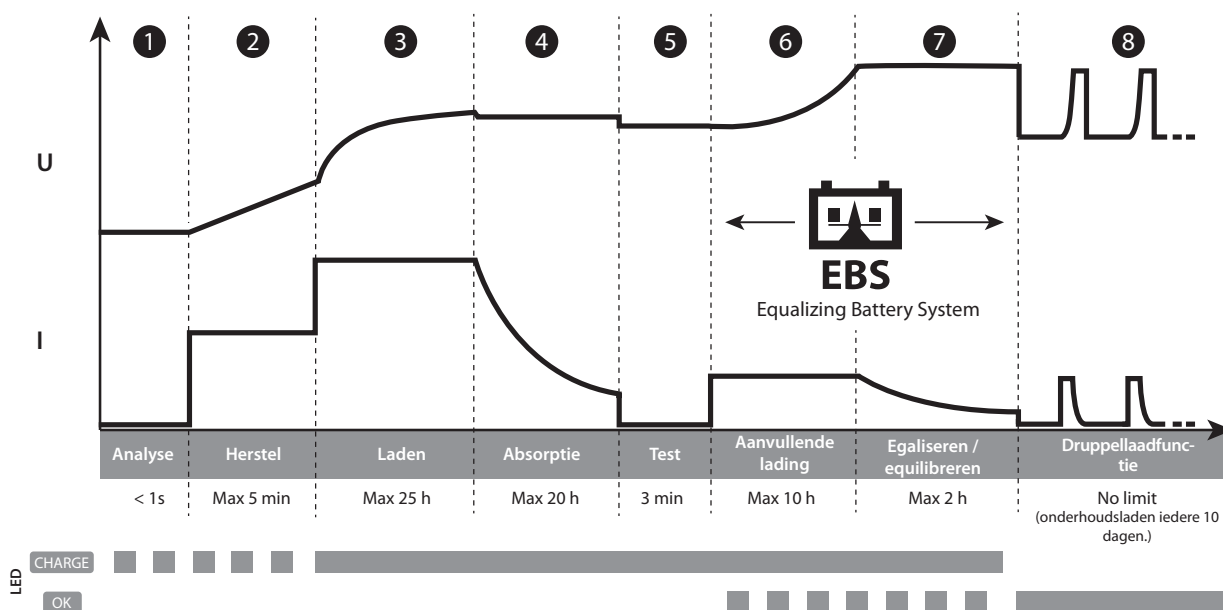 1 2 3 4 5 6 7 8
U
EBS
Equalizing Battery System
I
Analyse Herstel Laden Absorptie Test Aanvullende lading Egaliseren / equilibreren Druppellaadfunc-
tie
< 1s Max 5 min Max 25 h Max 20 h 3 min Max 10 h Max 2 h No limit
(onderhoudsladen iedere 10
dagen.)
LED
CHARGE
OK